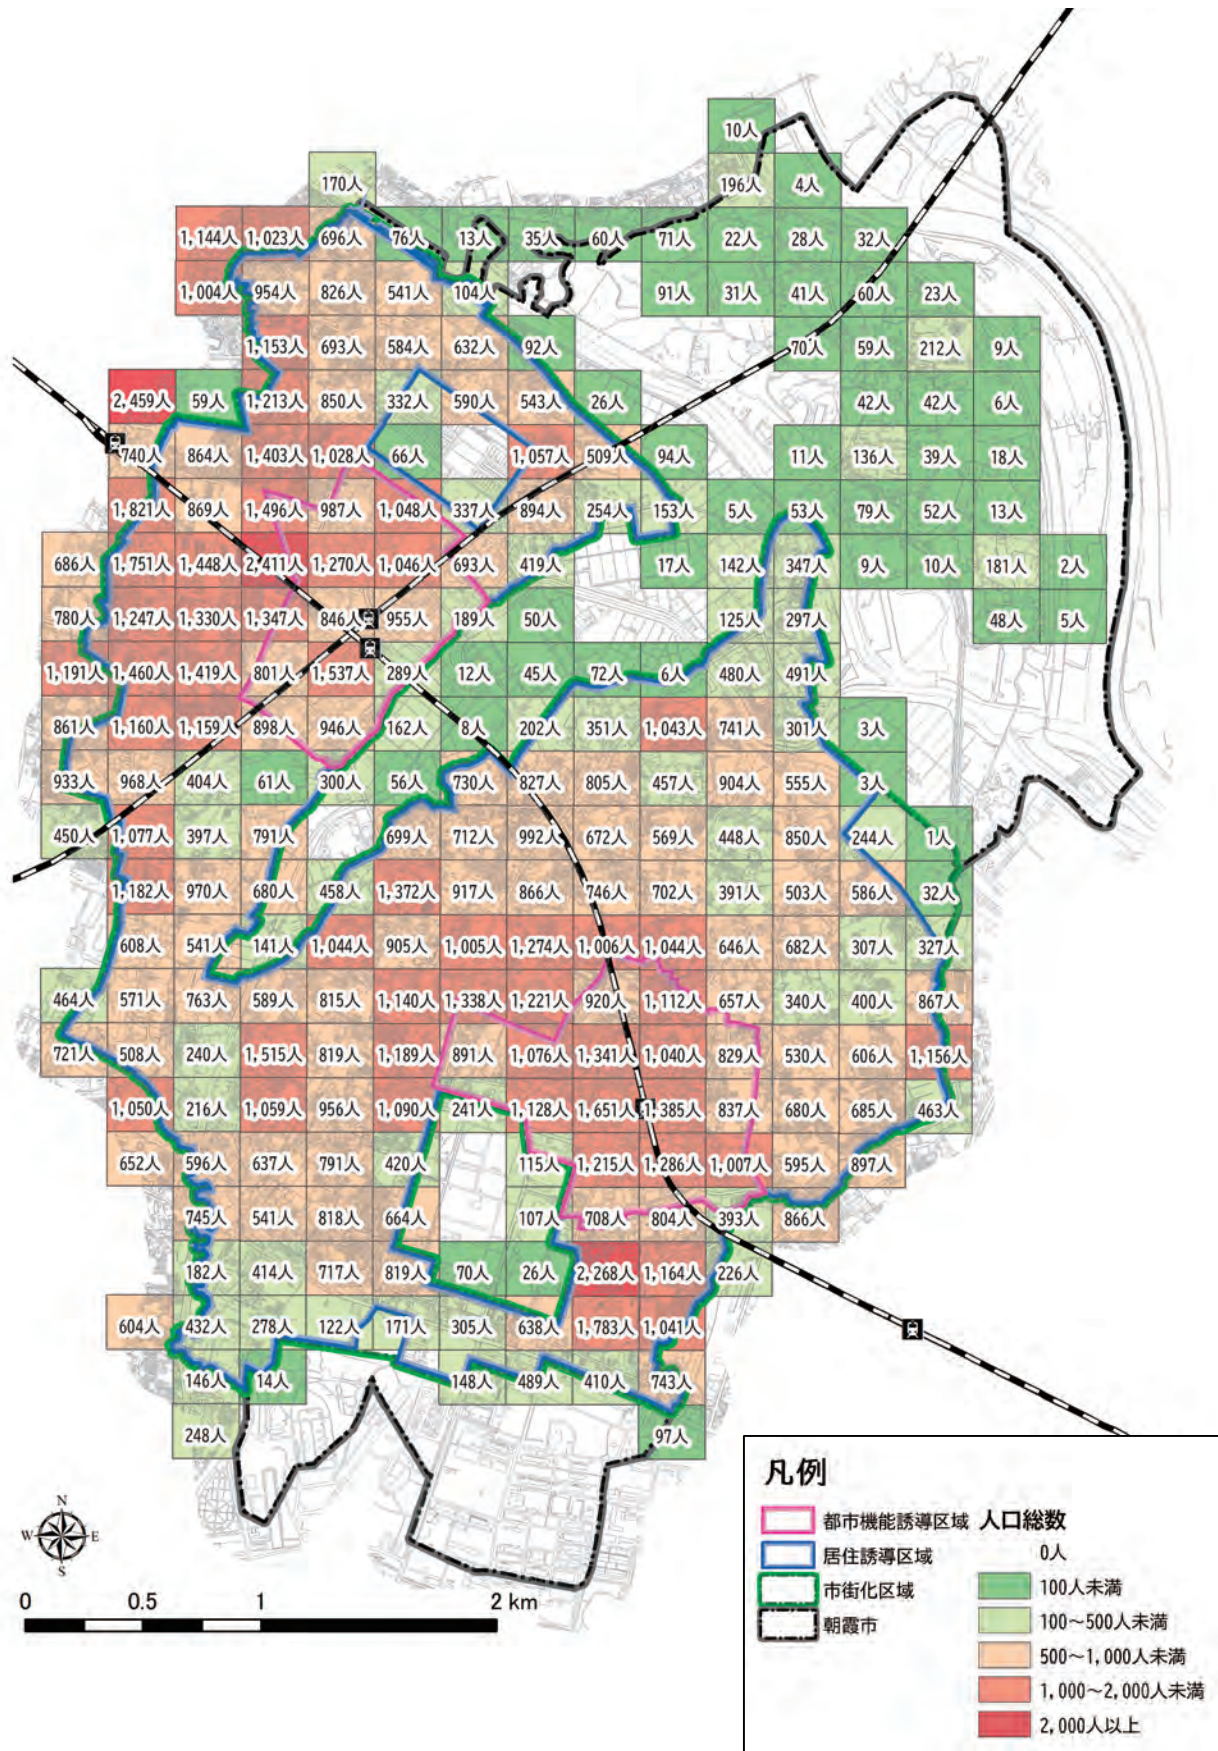 10人
170人 196人 4人
1,144人 1,023人 696人 76人 13人 35人 60人 71人 22人 28人 32人
1,004人 954人 826人 541人 104人 91人 31人 41人 60人 23人
1,153人 693人 584人 632人 92人 70人 59人 212人 9人
2,459人 59人 1,213人 850人 332人 590人 543人 26人 42人 42人 6人
740人 864人 1,403人 1,028人 66人 1,057人 509人 94人 11人 136人 39人 18人
1,821人 869人 1,496人 987人 1,048人 337人 894人 254人 153人 5人 53人 79人 52人 13人
686人 1,751人 1,448人 2,411人 1,270人 1,046人 693人 419人 17人 142人 347人 9人 10人 181人 2人
780人 1,247人 1,330人 1,347人 846人 955人 189人 50人 125人 297人 48人 5人
1,191人 1,460人 1,419人 801人 1,537人 289人 12人 45人 72人 6人 480人 491人
861人 1,160人 1,159人 898人 946人 162人 8人 202人 351人 1,043人 741人 301人 3人
933人 968人 404人 61人 300人 56人 730人 827人 805人 457人 904人 555人 3人
450人 1,077人 397人 791人 699人 712人 992人 672人 569人 448人 850人 244人 1人
1,182人 970人 680人 458人 1,372人 917人 866人 746人 702人 391人 503人 586人 32人
608人 541人 141人 1,044人 905人 1,005人 1,274人 1,006人 1,044人 646人 682人 307人 327人
464人 571人 763人 589人 815人 1,140人 1,338人 1,221人 920人 1,112人 657人 340人 400人 867人
721人 508人 240人 1,515人 819人 1,189人 891人 1,076人 1,341人 1,040人 829人 530人 606人 1,156人
1,050人 216人 1,059人 956人 1,090人 241人 1,128人 1,651人 1,385人 837人 680人 685人 463人
652人 596人 637人 791人 420人 115人 1,215人 1,286人 1,007人 595人 897人
745人 541人 818人 664人 107人 708人 804人 393人 866人
182人 414人 717人 819人 70人 26人 2,268人 1,164人 226人
604人 432人 278人 122人 171人 305人 638人 1,783人 1,041人
146人 14人 148人 489人 410人 743人
248人 97人
N
W E
S
0 0.5 1 2 km
凡例
都市機能誘導区域
居住誘導区域
市街化区域
朝霞市
人口総数
0人
100人未満
100～500人未満
500～1,000人未満
1,000～2,000人未満
2,000人以上